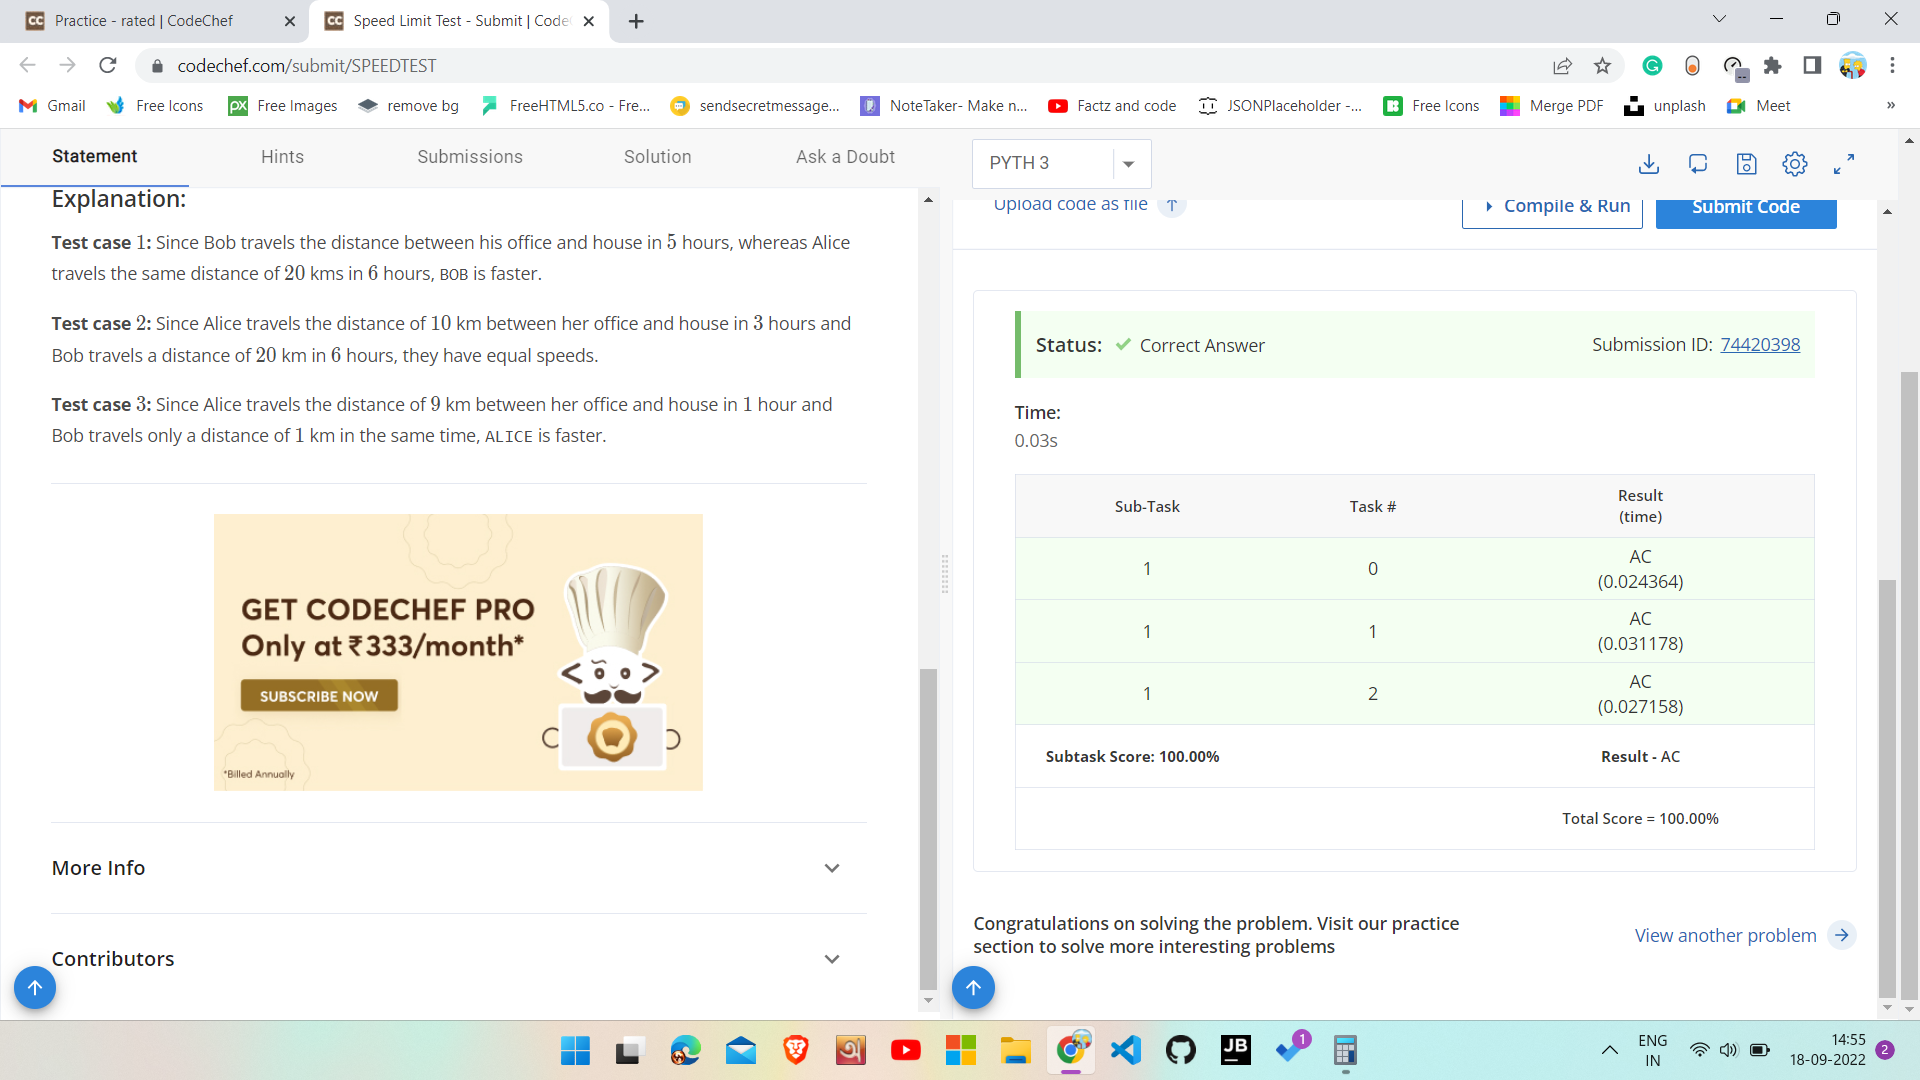 Practice - rated | CodeChef
Speed Limit Test - Submit | Code
codechef.com/submit/SPEEDTEST
Gmail
Free Icons
Free Images
remove bg
FreeHTML5.co - Fre...
sendsecretmessage...
NoteTaker- Make n...
Factz and code
JSONPlaceholder -...
Free Icons
Merge PDF
unplash
Meet
»
Statement
Hints
Submissions
Solution
Ask a Doubt
PYTH 3
Explanation:
Test case 1: Since Bob travels the distance between his office and house in 5 hours, whereas Alice
travels the same distance of 20 kms in 6 hours, BOB is faster.
Test case 2: Since Alice travels the distance of 10 km between her office and house in 3 hours and
Bob travels a distance of 20 km in 6 hours, they have equal speeds.
Test case 3: Since Alice travels the distance of 9 km between her office and house in 1 hour and
Bob travels only a distance of 1 km in the same time, ALICE is faster.
GET CODECHEF PRO
Only at ₹333/month*
SUBSCRIBE NOW
*Billed Annually
More Info
Contributors
Upload code as file
Compile & Run
Submit Code
Status: Correct Answer
Submission ID: 74420398
Time:
0.03s
Sub-Task Task # Result
(time)
1 0 AC
(0.024364)
1 1 AC
(0.031178)
1 2 AC
(0.027158)
Subtask Score: 100.00% Result - AC
Total Score = 100.00%
Congratulations on solving the problem. Visit our practice
section to solve more interesting problems
View another problem
JB
1
ENG
IN
14:55
18-09-2022
2